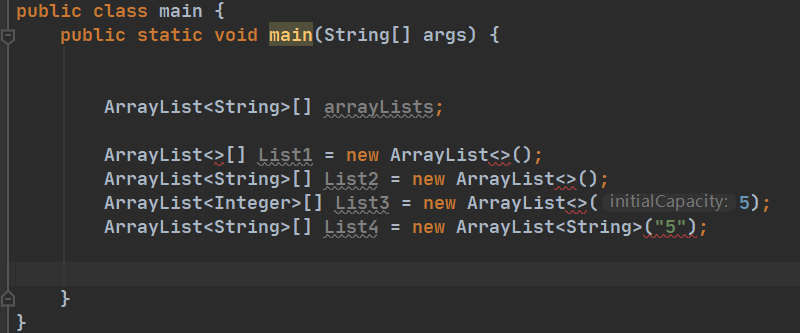 public class main {
    public static void main(String[] args) {
        ArrayList<String>[] arrayLists;
        ArrayList<>[] List1 = new ArrayList<>();
        ArrayList<String>[] List2 = new ArrayList<>();
        ArrayList<Integer>[] List3 = new ArrayList<>( initialCapacity: 5);
        ArrayList<String>[] List4 = new ArrayList<String>("5");
    }
}